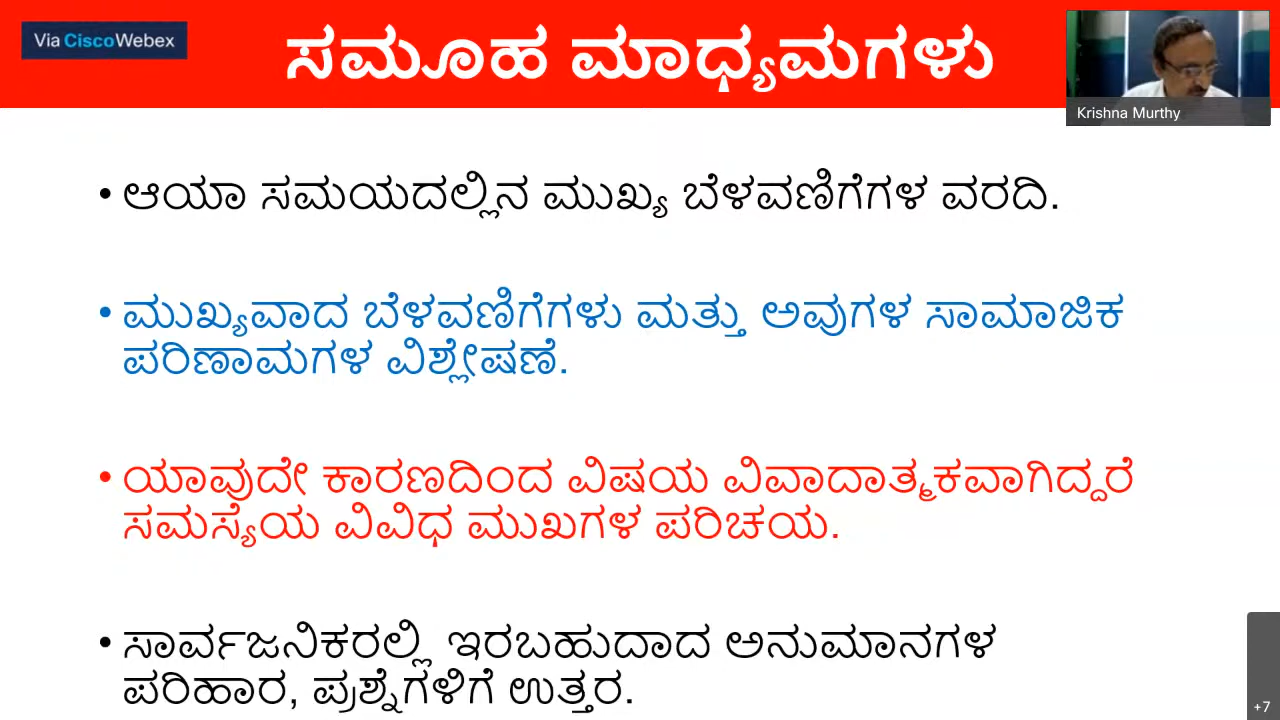 Via CiscoWebex
ಸಮೂಹ ಮಾಧ್ಯಮಗಳು
Krishna Murthy
• ಆಯಾ ಸಮಯದಲ್ಲಿನ ಮುಖ್ಯ ಬೆಳವಣಿಗೆಗಳ ವರದಿ.
• ಮುಖ್ಯವಾದ ಬೆಳವಣಿಗೆಗಳು ಮತ್ತು ಅವುಗಳ ಸಾಮಾಜಿಕ
ಪರಿಣಾಮಗಳ ವಿಶ್ಲೇಷಣೆ.
• ಯಾವುದೇ ಕಾರಣದಿಂದ ವಿಷಯ ವಿವಾದಾತ್ಮಕವಾಗಿದ್ದರೆ
ಸಮಸ್ಯೆಯ ವಿವಿಧ ಮುಖಗಳ ಪರಿಚಯ.
• ಸಾರ್ವಜನಿಕರಲ್ಲಿ ಇರಬಹುದಾದ ಅನುಮಾನಗಳ
ಪರಿಹಾರ, ಪ್ರಶ್ನೆಗಳಿಗೆ ಉತ್ತರ.
+7